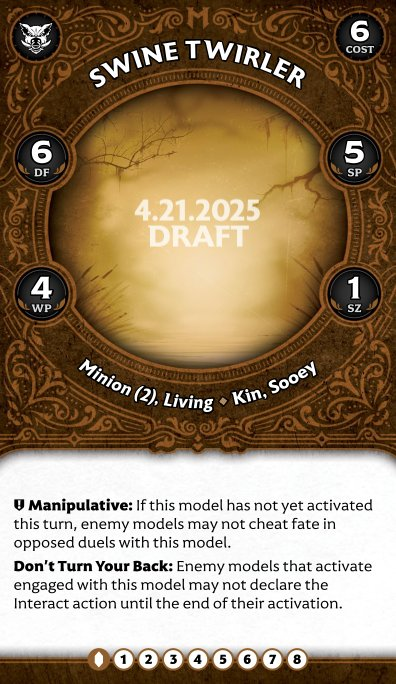 6
COST
SWINE TWIRLER
6
DF
5
SP
4.21.2025
DRAFT
4
WP
1
SZ
Minion (2), Living • Kin, Sooey
Manipulative: If this model has not yet activated
this turn, enemy models may not cheat fate in
opposed duels with this model.
Don't Turn Your Back: Enemy models that activate
engaged with this model may not declare the
Interact action until the end of their activation.
1 2 3 4 5 6 7 8